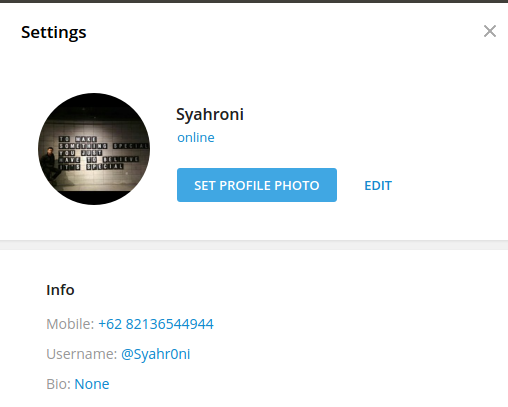 Settings
TO MAKE
SOMETHING SPECIAL
YOU JUST
HAVE TO BELIEVE
IT'S SPECIAL
Syahroni
online
SET PROFILE PHOTO
EDIT
Info
Mobile: +62 82136544944
Username: @Syahr0ni
Bio: None